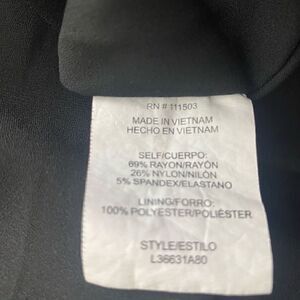 RN # 111503
MADE IN VIETNAM
HECHO EN VIETNAM
SELF/CUERPO:
69% RAYON/RAYÓN
26% NYLON/NILÓN
5% SPANDEX/ELASTANO
LINING/FORRO:
100% POLYESTER/POLIÉSTER
STYLE/ESTILO
L36631A80